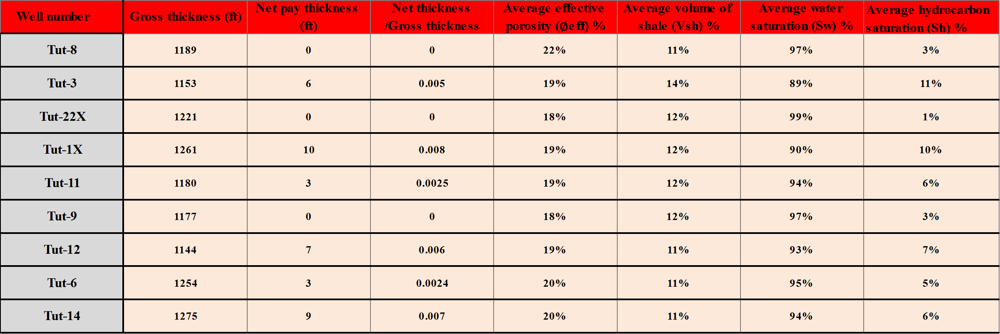 Well number Gross thickness (ft) Net pay thickness (ft) Net thickness /Gross thickness Average effective porosity (∅eff) % Average volume of shale (Vsh) % Average water saturation (Sw) % Average hydrocarbon saturation (Sh) %
Tut-8 1189 0 0 22% 11% 97% 3%
Tut-3 1153 6 0.005 19% 14% 89% 11%
Tut-22X 1221 0 0 18% 12% 99% 1%
Tut-1X 1261 10 0.008 19% 12% 90% 10%
Tut-11 1180 3 0.0025 19% 12% 94% 6%
Tut-9 1177 0 0 18% 12% 97% 3%
Tut-12 1144 7 0.006 19% 11% 93% 7%
Tut-6 1254 3 0.0024 20% 11% 95% 5%
Tut-14 1275 9 0.007 20% 11% 94% 6%